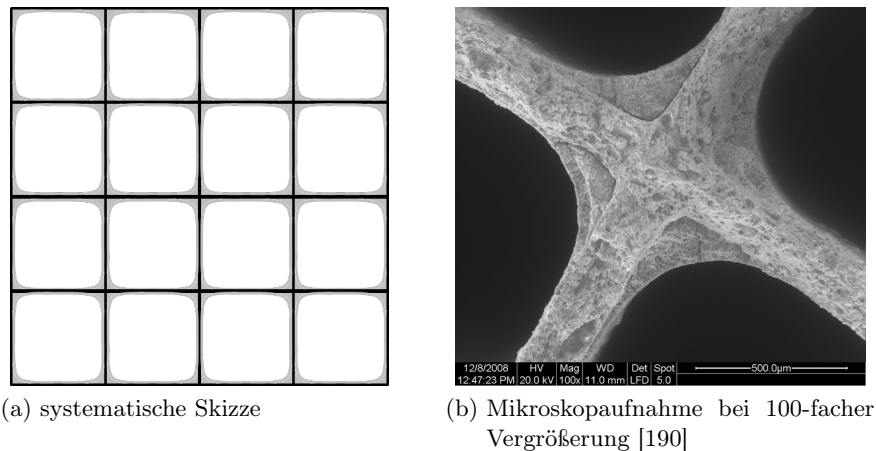 12/8/2008 HV Mag WD Det Spot 500.0µm
12:47:23 PM 20.0 kV 100x 11.0 mm LFD 5.0
(a) systematische Skizze
(b) Mikroskopaufnahme bei 100-facher
Vergrößerung [190]